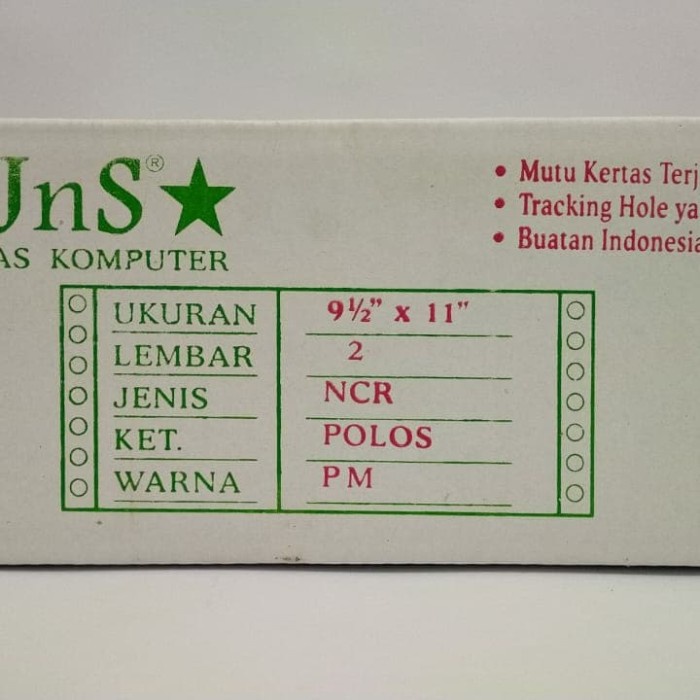 JnS®
AS KOMPUTER
• Mutu Kertas Terj
• Tracking Hole ya
• Buatan Indonesia
UKURAN 9½" x 11"
LEMBAR 2
JENIS NCR
KET. POLOS
WARNA PM